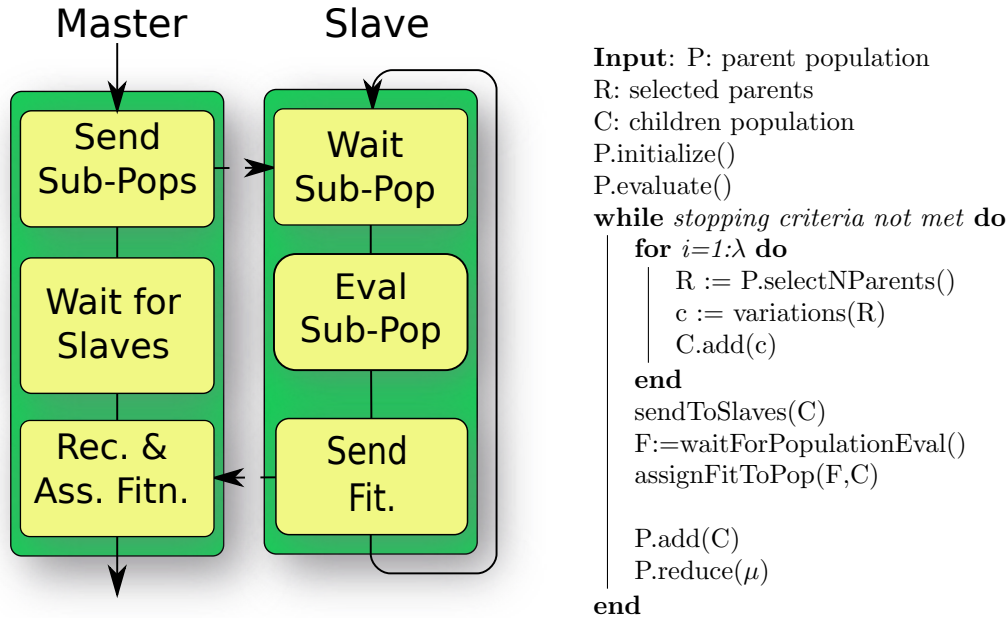 Master
Send
Sub-Pops
Wait for
Slaves
Rec. &
Ass. Fitn.
Slave
Wait
Sub-Pop
Eval
Sub-Pop
Send
Fit.
Input: P: parent population
R: selected parents
C: children population
P.initialize()
P.evaluate()
while stopping criteria not met do
for i=1:λ do
R := P.selectNParents()
c := variations(R)
C.add(c)
end
sendToSlaves(C)
F:=waitForPopulationEval()
assignFitToPop(F,C)
P.add(C)
P.reduce(μ)
end